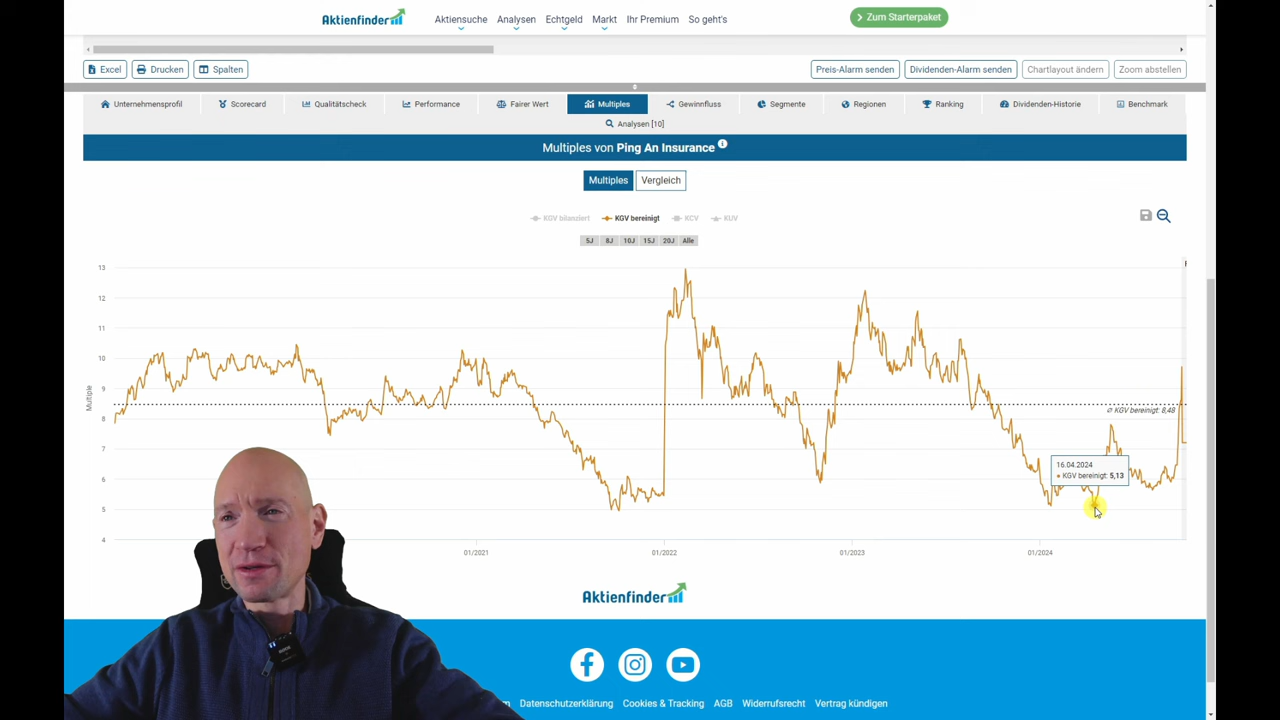 Aktienfinder
Aktiensuche Analysen Echtgeld Markt Ihr Premium So geht's
Zum Starterpaket
Excel Drucken Spalten
Preis-Alarm senden Dividenden-Alarm senden Chartlayout ändern Zoom abstellen
Unternehmensprofil Scorecard Qualitätscheck Performance Fairer Wert Multiples Gewinnfluss Segmente Regionen Ranking Dividenden-Historie Benchmark
Analysen [10]
Multiples von Ping An Insurance
Multiples Vergleich
KGV bilanziert KGV bereinigt KCV KUV
5J 8J 10J 15J 20J Alle
13
12
11
10
9
8
7
6
5
4
Multiple
Ø KGV bereinigt: 8,48
16.04.2024
KGV bereinigt: 5,13
01/2021 01/2022 01/2023 01/2024
Aktienfinder
Datenschutzerklärung Cookies & Tracking AGB Widerrufsrecht Vertrag kündigen